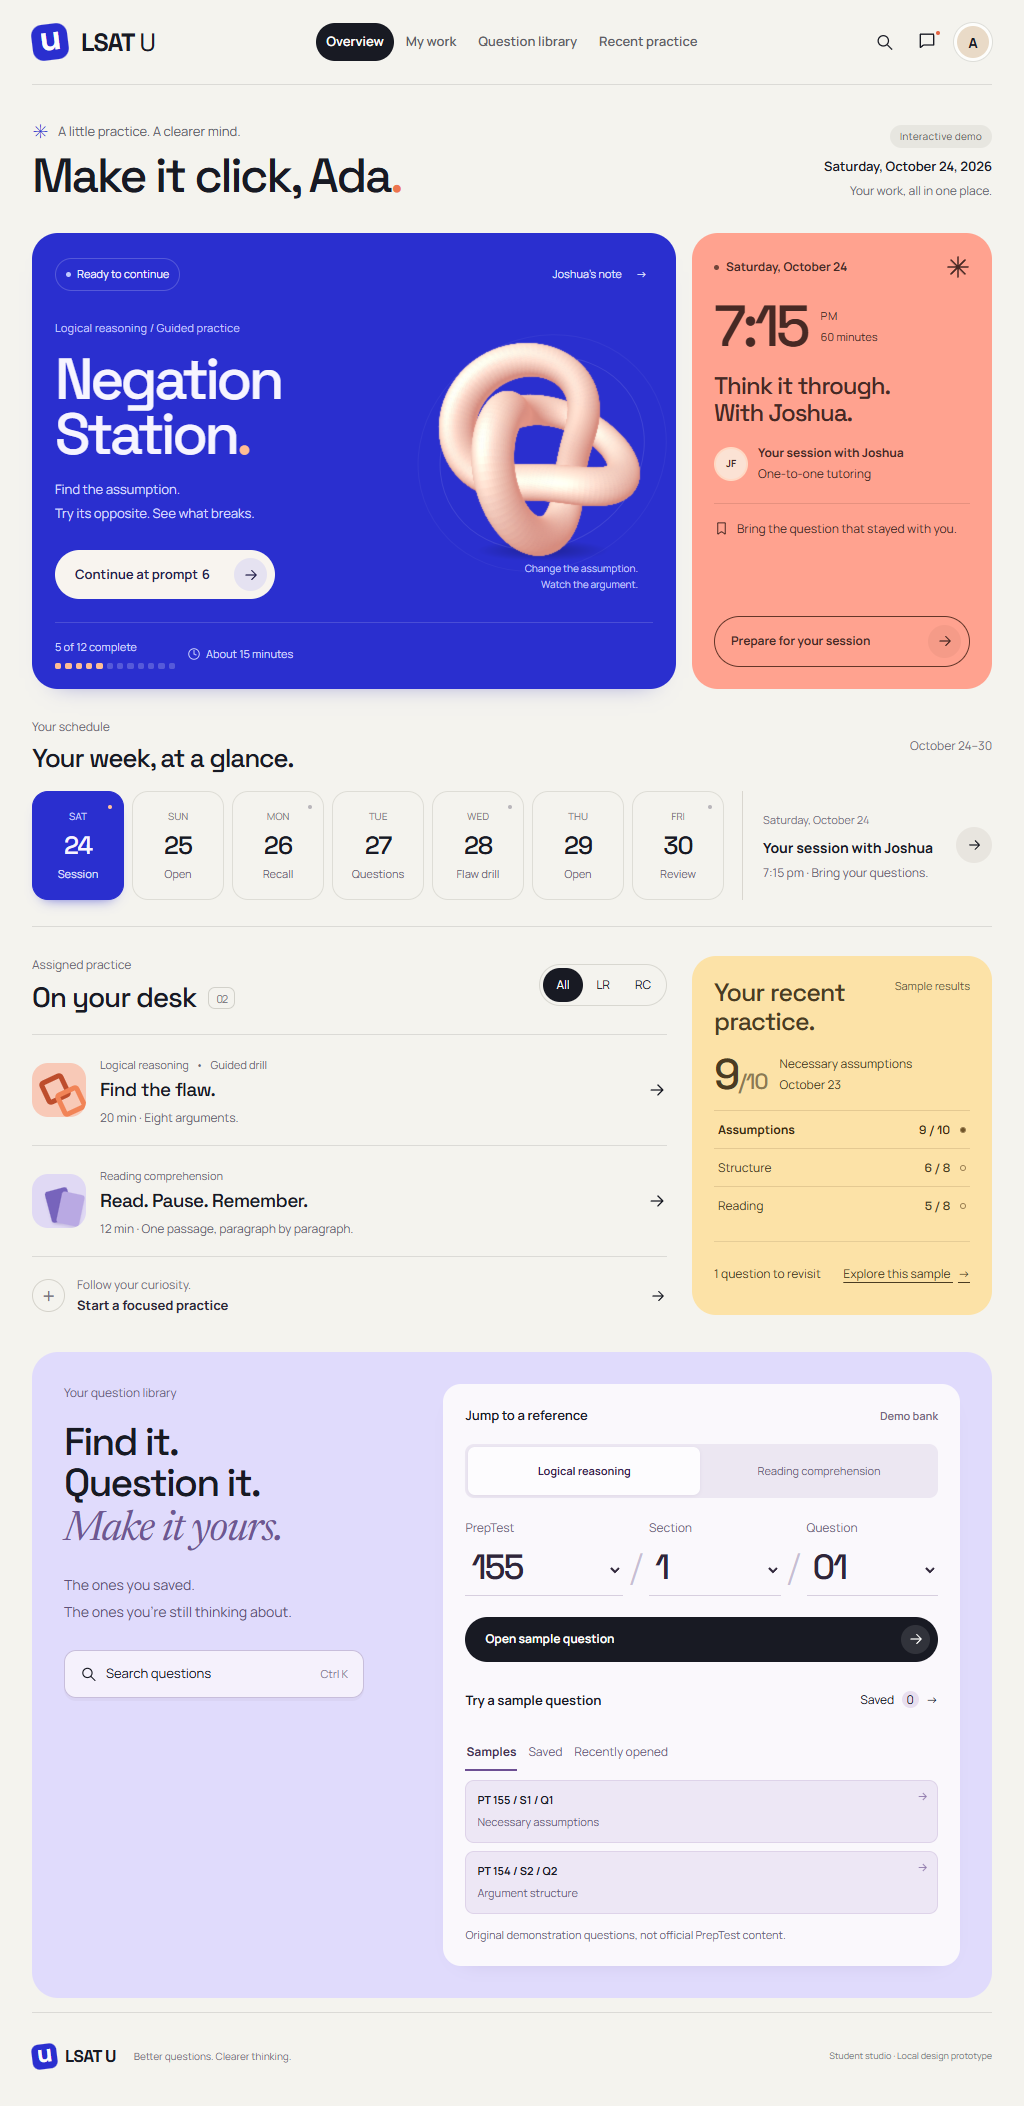 u LSAT U
Overview
My work
Question library
Recent practice
A
A little practice. A clearer mind.
Make it click, Ada.
Interactive demo
Saturday, October 24, 2026
Your work, all in one place.
Ready to continue
Joshua's note →
Logical reasoning / Guided practice
Negation
Station.
Find the assumption.
Try its opposite. See what breaks.
Continue at prompt 6 →
Change the assumption.
Watch the argument.
5 of 12 complete
About 15 minutes
Saturday, October 24
7:15 PM
60 minutes
Think it through.
With Joshua.
JF
Your session with Joshua
One-to-one tutoring
Bring the question that stayed with you.
Prepare for your session →
Your schedule
Your week, at a glance.
October 24–30
SAT
24
Session
SUN
25
Open
MON
26
Recall
TUE
27
Questions
WED
28
Flaw drill
THU
29
Open
FRI
30
Review
Saturday, October 24
Your session with Joshua
7:15 pm · Bring your questions.
→
Assigned practice
On your desk 02
All LR RC
Logical reasoning • Guided drill
Find the flaw.
20 min · Eight arguments.
→
Reading comprehension
Read. Pause. Remember.
12 min · One passage, paragraph by paragraph.
→
+
Follow your curiosity.
Start a focused practice
→
Your recent
practice.
Sample results
9/10
Necessary assumptions
October 23
Assumptions 9 / 10
Structure 6 / 8
Reading 5 / 8
1 question to revisit
Explore this sample →
Your question library
Find it.
Question it.
Make it yours.
The ones you saved.
The ones you're still thinking about.
Search questions Ctrl K
Jump to a reference
Demo bank
Logical reasoning
Reading comprehension
PrepTest
Section
Question
155 / 1 / 01
Open sample question →
Try a sample question
Saved 0 →
Samples Saved Recently opened
PT 155 / S1 / Q1 →
Necessary assumptions
PT 154 / S2 / Q2 →
Argument structure
Original demonstration questions, not official PrepTest content.
u LSAT U
Better questions. Clearer thinking.
Student studio · Local design prototype